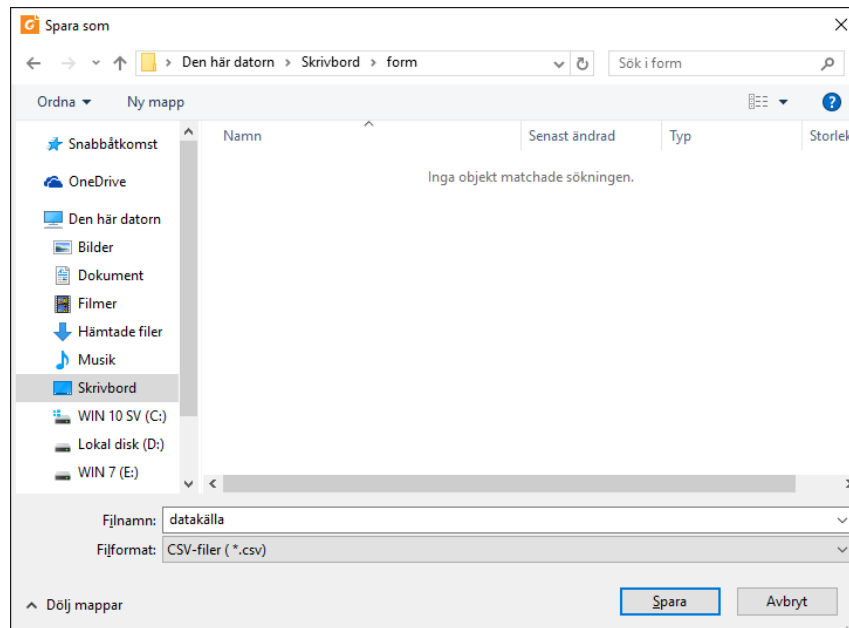 Spara som
Den här datorn Skrivbord form
Sök i form
Ordna Ny mapp
Namn Senast ändrad Typ Storlek
Inga objekt matchade sökningen.
Snabbåtkomst
OneDrive
Den här datorn
Bilder
Dokument
Filmer
Hämtade filer
Musik
Skrivbord
WIN 10 SV (C:)
Lokal disk (D:)
WIN 7 (E:)
Filnamn: datakälla
Filformat: CSV-filer ( *.csv)
Dölj mappar Spara Avbryt